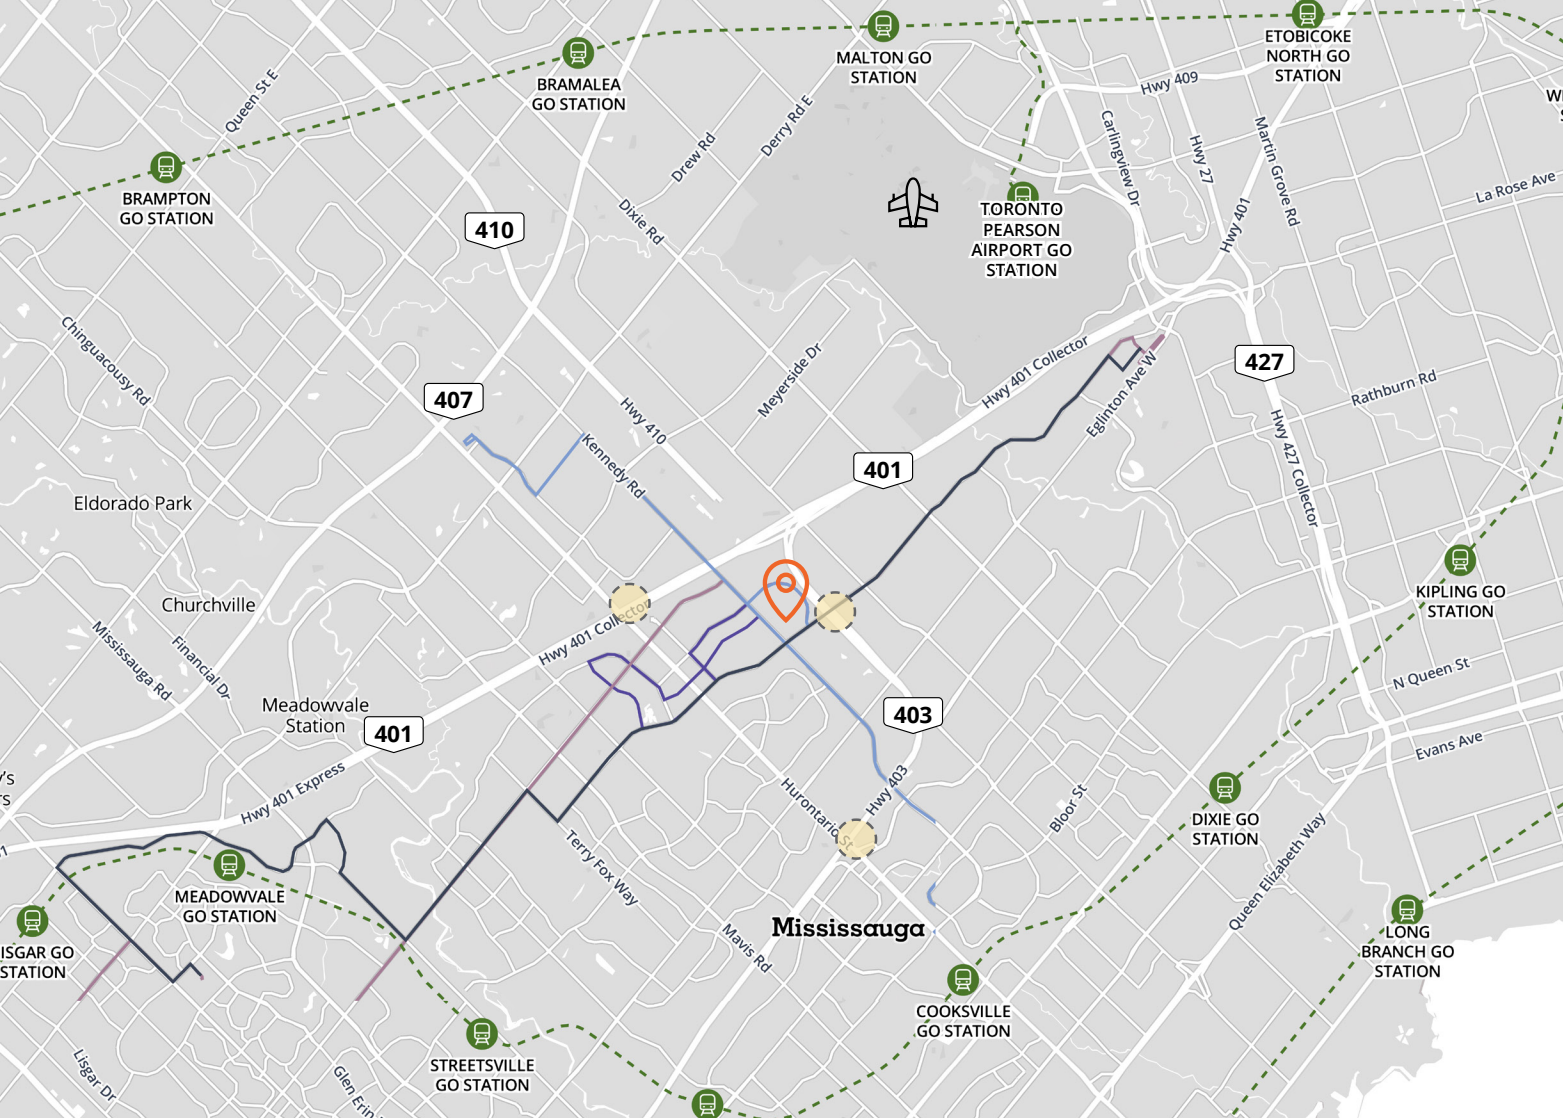 MALTON GO
STATION
ETOBICOKE
NORTH GO
STATION
BRAMALEA
GO STATION
Hwy 409
Queen St E
Derry Rd E
Carlingview Dr
Hwy 27
Martin Grove Rd
Drew Rd
BRAMPTON
GO STATION
La Rose Ave
Dixie Rd
410
TORONTO
PEARSON
AIRPORT GO
STATION
Hwy 401
Chinguacousy Rd
Meyerside Dr
Hwy 401 Collector
427
Eglinton Ave W
Rathburn Rd
407
Hwy 410
Kennedy Rd
401
Hwy 427 Collector
Eldorado Park
KIPLING GO
STATION
Churchville
Hwy 401 Collector
Mississauga Rd
Financial Dr
N Queen St
Meadowvale
Station
401
403
Evans Ave
Hwy 401 Express
Hurontario St
Hwy 403
Bloor St
DIXIE GO
STATION
Terry Fox Way
Queen Elizabeth Way
MEADOWVALE
GO STATION
Mississauga
Mavis Rd
LONG
BRANCH GO
STATION
ISGAR GO
STATION
COOKSVILLE
GO STATION
STREETSVILLE
GO STATION
Lisgar Dr
Glen Erin